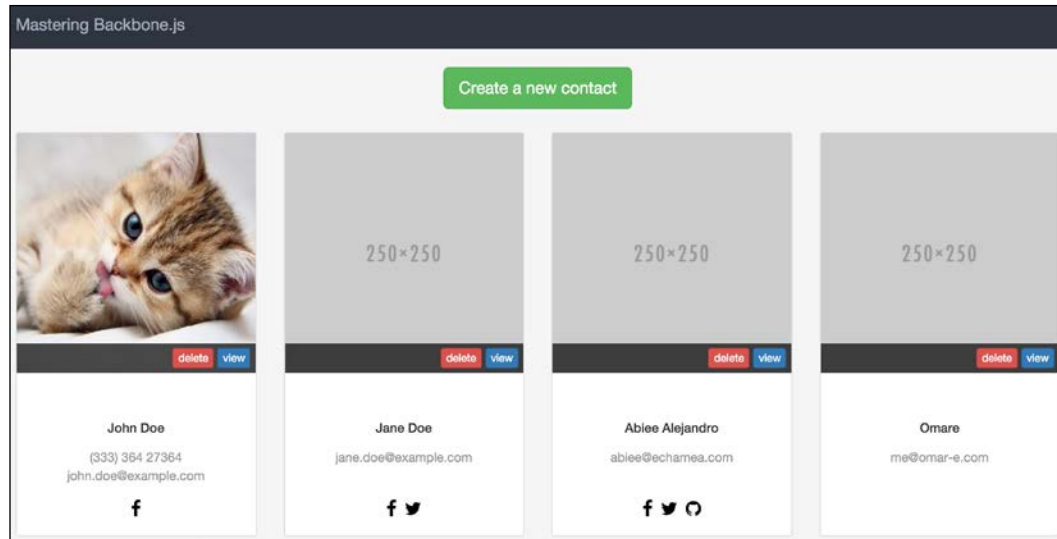 Mastering Backbone.js
Create a new contact
250×250
250×250
250×250
delete view
delete view
delete view
delete view
John Doe
(333) 364 27364
john.doe@example.com
Jane Doe
jane.doe@example.com
Abiee Alejandro
abiee@echamea.com
Omare
me@omar-e.com